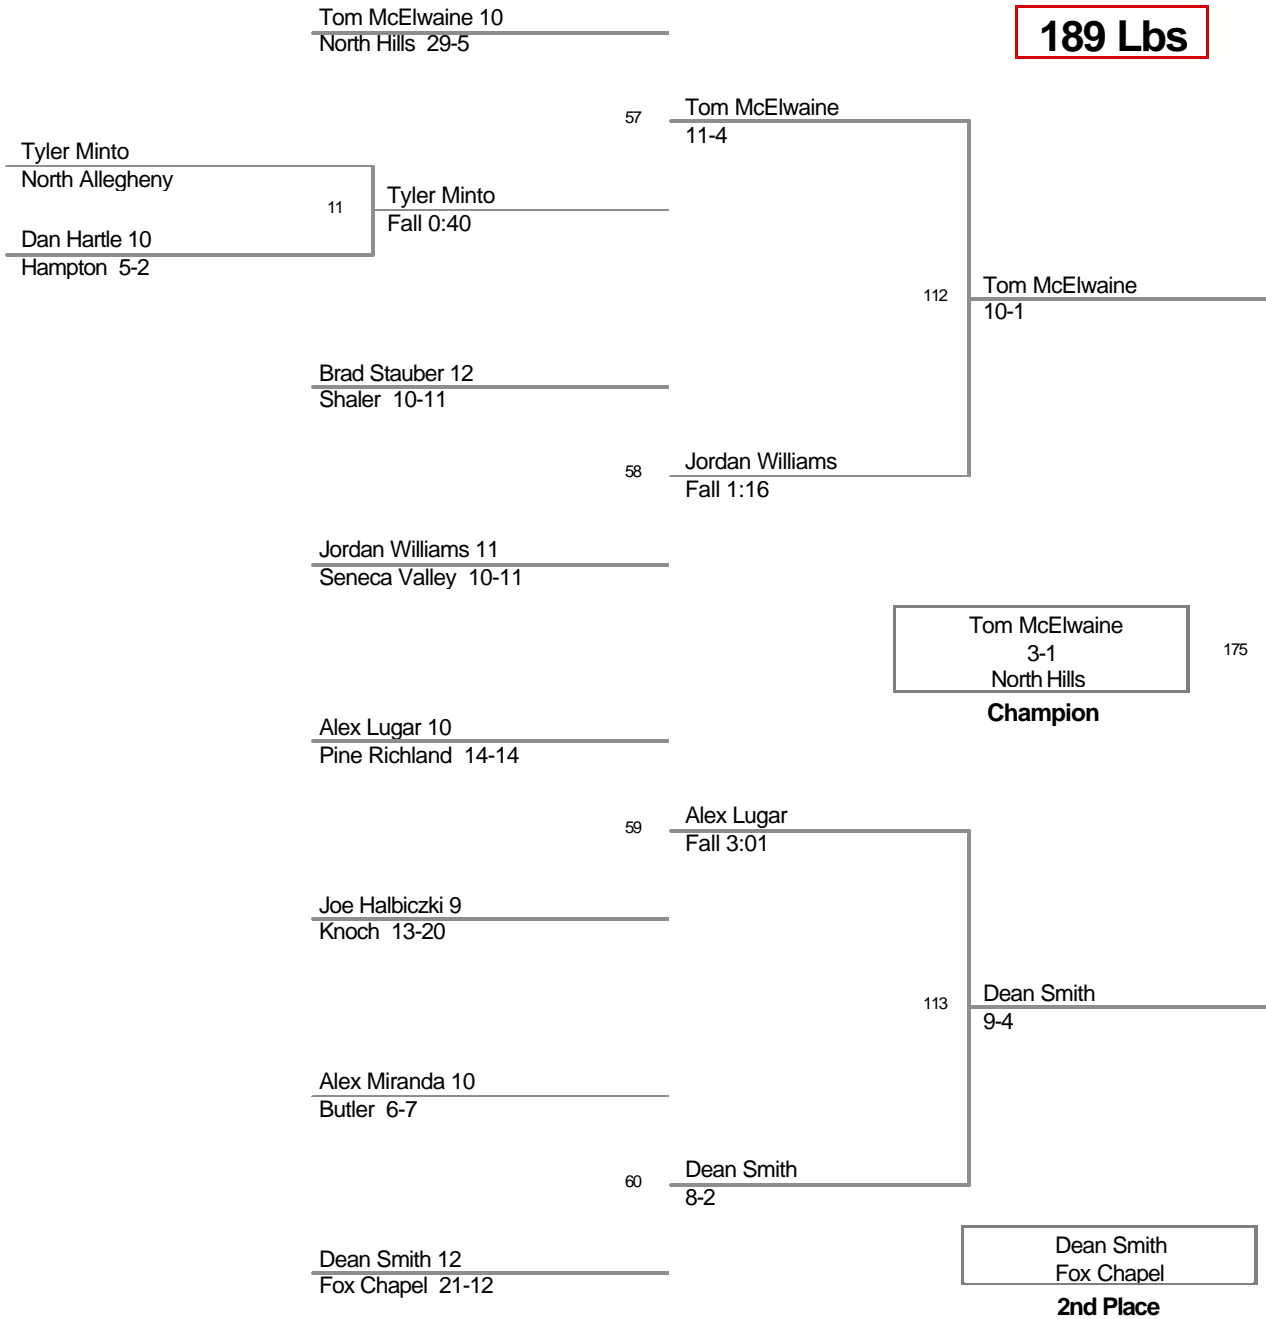 Tom McElwaine 10
North Hills 29-5
189 Lbs
57
Tom McElwaine
11-4
Tyler Minto
North Allegheny
11
Tyler Minto
Fall 0:40
Dan Hartle 10
Hampton 5-2
112
Tom McElwaine
10-1
Brad Stauber 12
Shaler 10-11
58
Jordan Williams
Fall 1:16
Jordan Williams 11
Seneca Valley 10-11
Tom McElwaine
3-1
North Hills
175
Champion
Alex Lugar 10
Pine Richland 14-14
59
Alex Lugar
Fall 3:01
Joe Halbiczki 9
Knoch 13-20
113
Dean Smith
9-4
Alex Miranda 10
Butler 6-7
60
Dean Smith
8-2
Dean Smith 12
Fox Chapel 21-12
Dean Smith
Fox Chapel
2nd Place